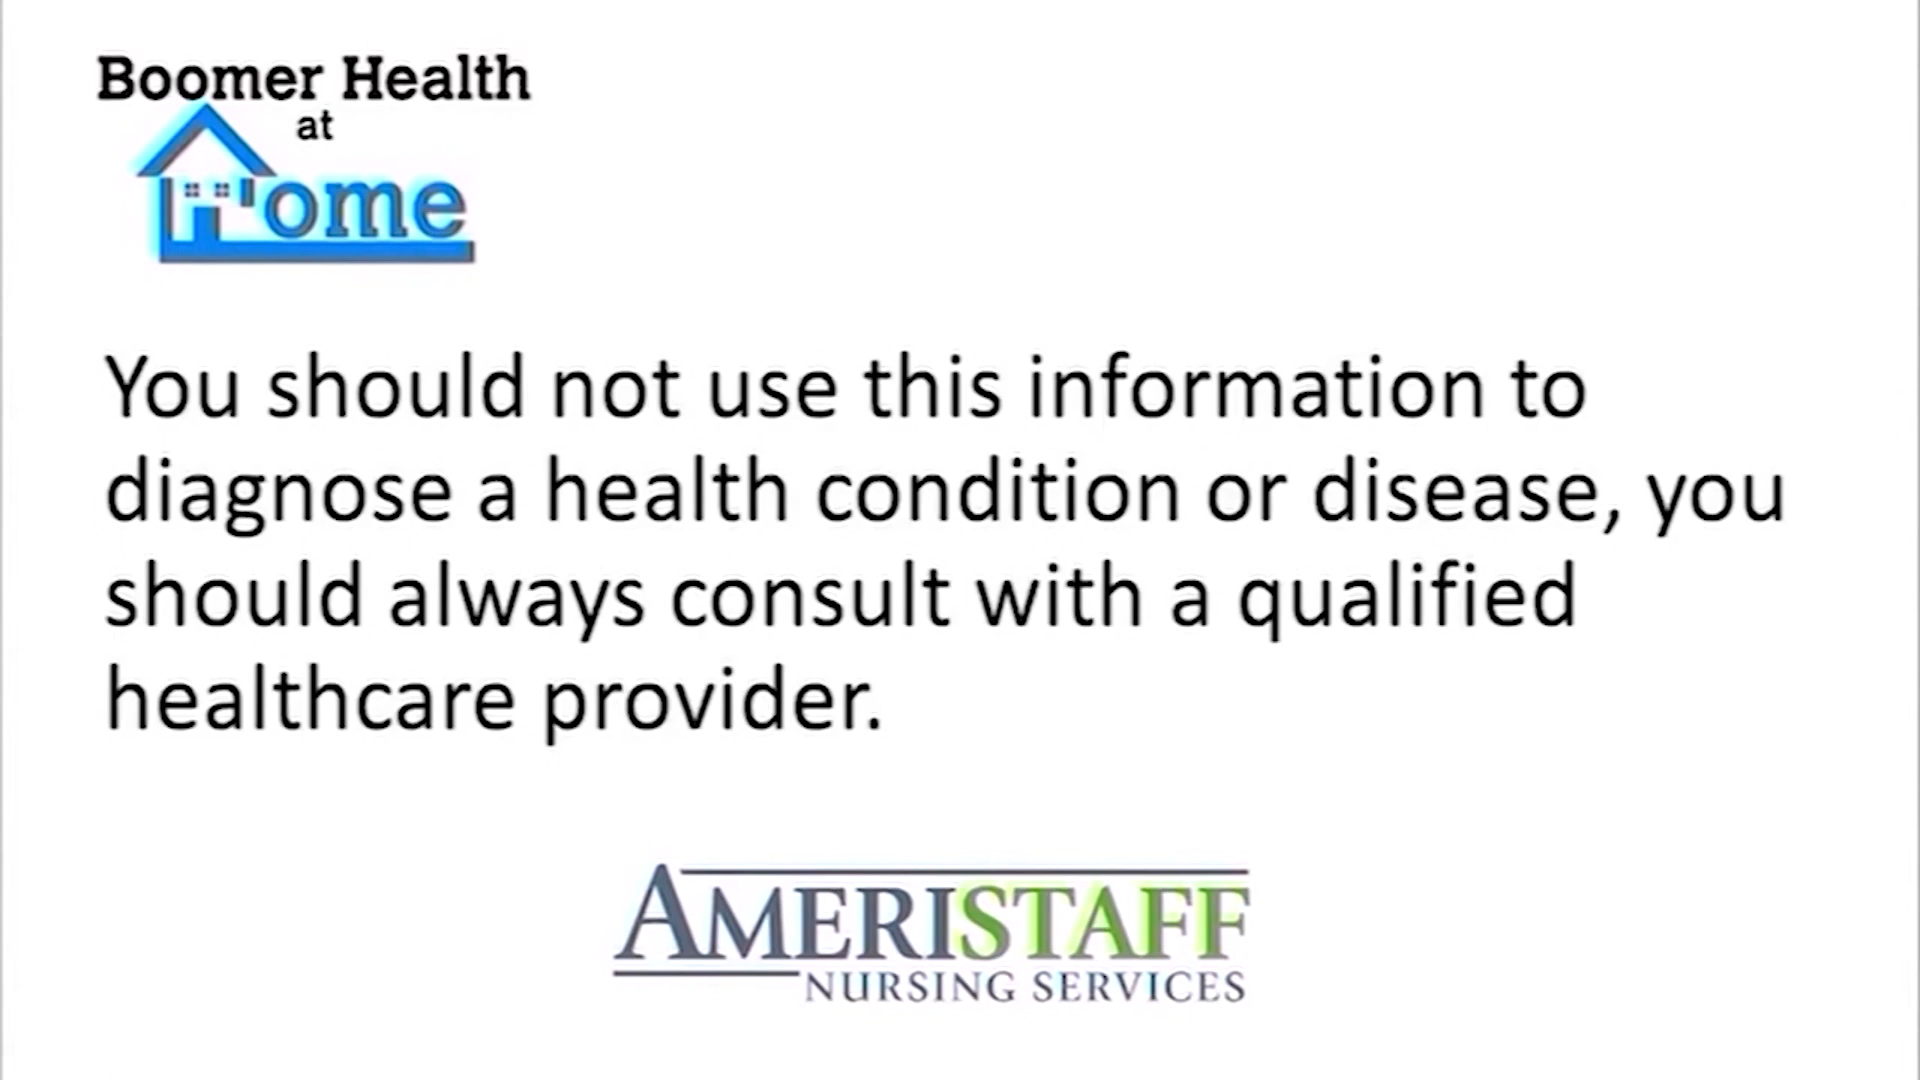 Boomer Health
at
Home
You should not use this information to
diagnose a health condition or disease, you
should always consult with a qualified
healthcare provider.
AMERISTAFF
NURSING SERVICES